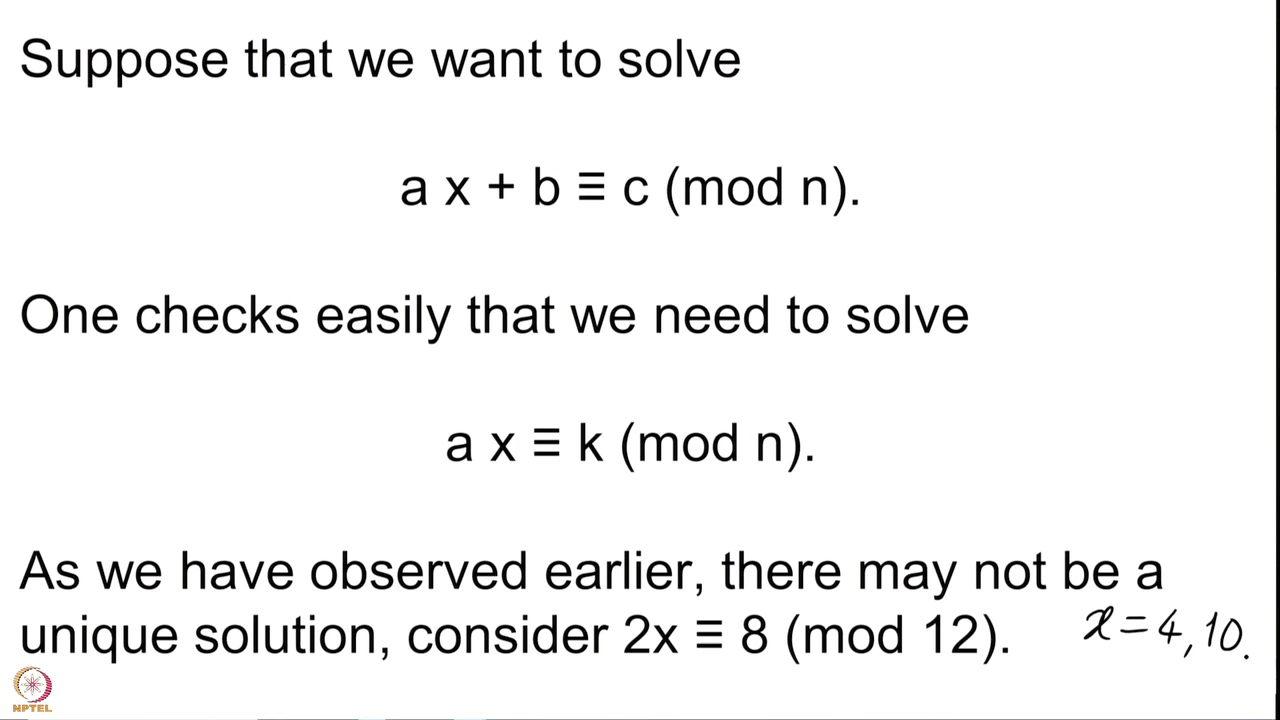 Suppose that we want to solve
a x + b ≡ c (mod n).
One checks easily that we need to solve
a x ≡ k (mod n).
As we have observed earlier, there may not be a
unique solution, consider 2x ≡ 8 (mod 12). x=4,10.
NPTEL